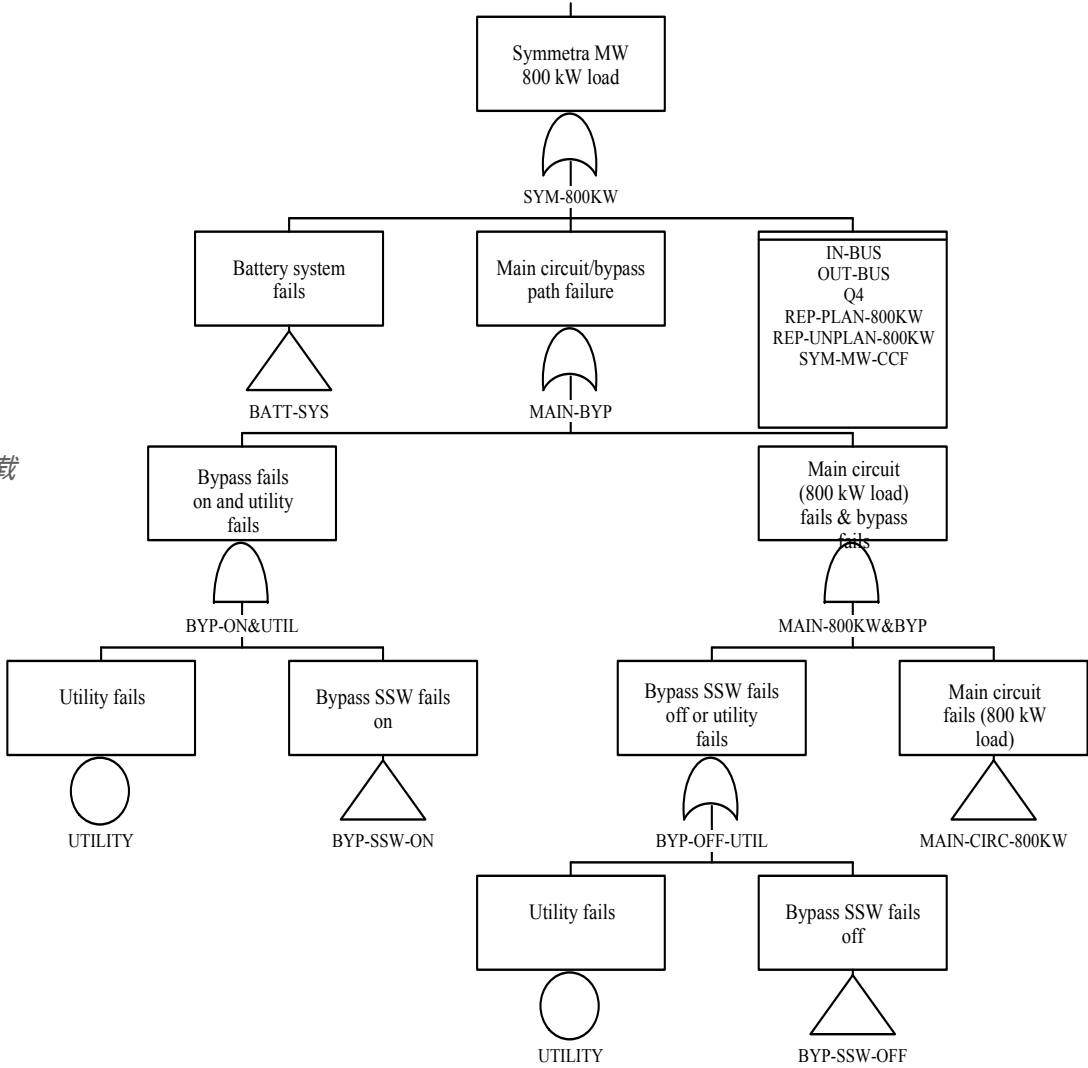 Symmetra MW
800 kW load
SYM-800KW
Battery system
fails
BATT-SYS
Main circuit/bypass
path failure
MAIN-BYP
IN-BUS
OUT-BUS
Q4
REP-PLAN-800KW
REP-UNPLAN-800KW
SYM-MW-CCF
载
Bypass fails
on and utility
fails
BYP-ON&UTIL
Main circuit
(800 kW load)
fails & bypass
fails
MAIN-800KW&BYP
Utility fails
UTILITY
Bypass SSW fails
on
BYP-SSW-ON
Bypass SSW fails
off or utility
fails
BYP-OFF-UTIL
Main circuit
fails (800 kW
load)
MAIN-CIRC-800KW
Utility fails
UTILITY
Bypass SSW fails
off
BYP-SSW-OFF